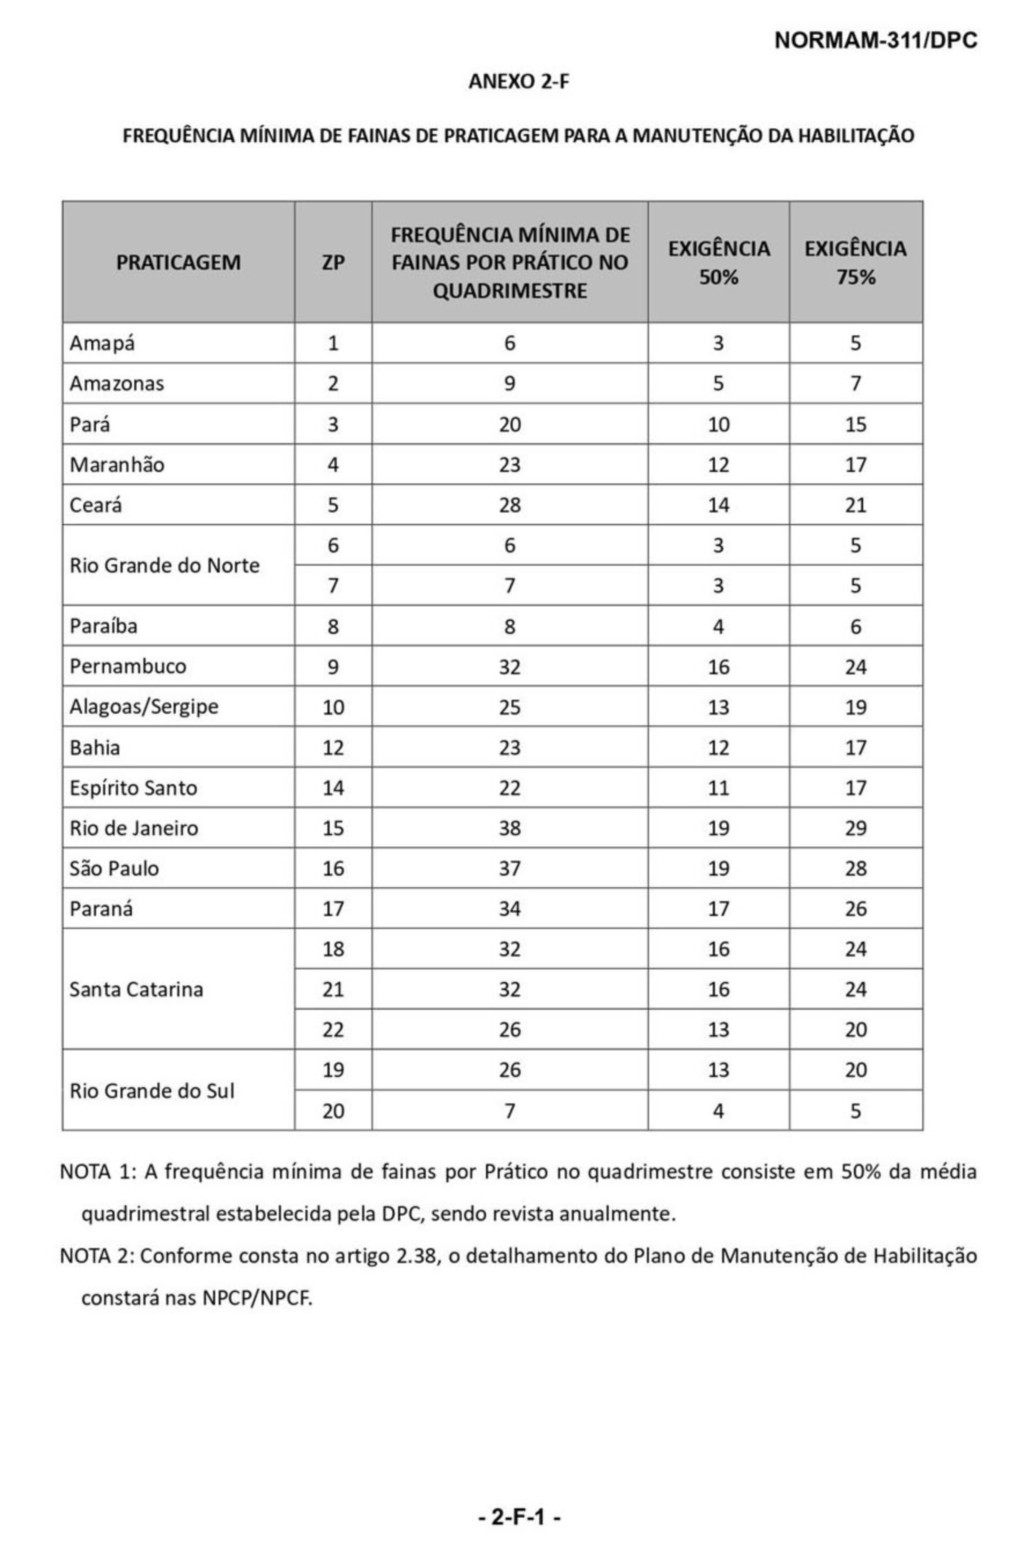 NORMAM-311/DPC
ANEXO 2-F
FREQUÊNCIA MÍNIMA DE FAINAS DE PRATICAGEM PARA A MANUTENÇÃO DA HABILITAÇÃO
PRATICAGEM ZP FREQUÊNCIA MÍNIMA DE FAINAS POR PRÁTICO NO QUADRIMESTRE EXIGÊNCIA 50% EXIGÊNCIA 75%
Amapá 1 6 3 5
Amazonas 2 9 5 7
Pará 3 20 10 15
Maranhão 4 23 12 17
Ceará 5 28 14 21
Rio Grande do Norte 6 6 3 5
7 7 3 5
Paraíba 8 8 4 6
Pernambuco 9 32 16 24
Alagoas/Sergipe 10 25 13 19
Bahia 12 23 12 17
Espírito Santo 14 22 11 17
Rio de Janeiro 15 38 19 29
São Paulo 16 37 19 28
Paraná 17 34 17 26
Santa Catarina 18 32 16 24
21 32 16 24
22 26 13 20
Rio Grande do Sul 19 26 13 20
20 7 4 5
NOTA 1: A frequência mínima de fainas por Prático no quadrimestre consiste em 50% da média
quadrimestral estabelecida pela DPC, sendo revista anualmente.
NOTA 2: Conforme consta no artigo 2.38, o detalhamento do Plano de Manutenção de Habilitação
constará nas NPCP/NPCF.
- 2-F-1 -